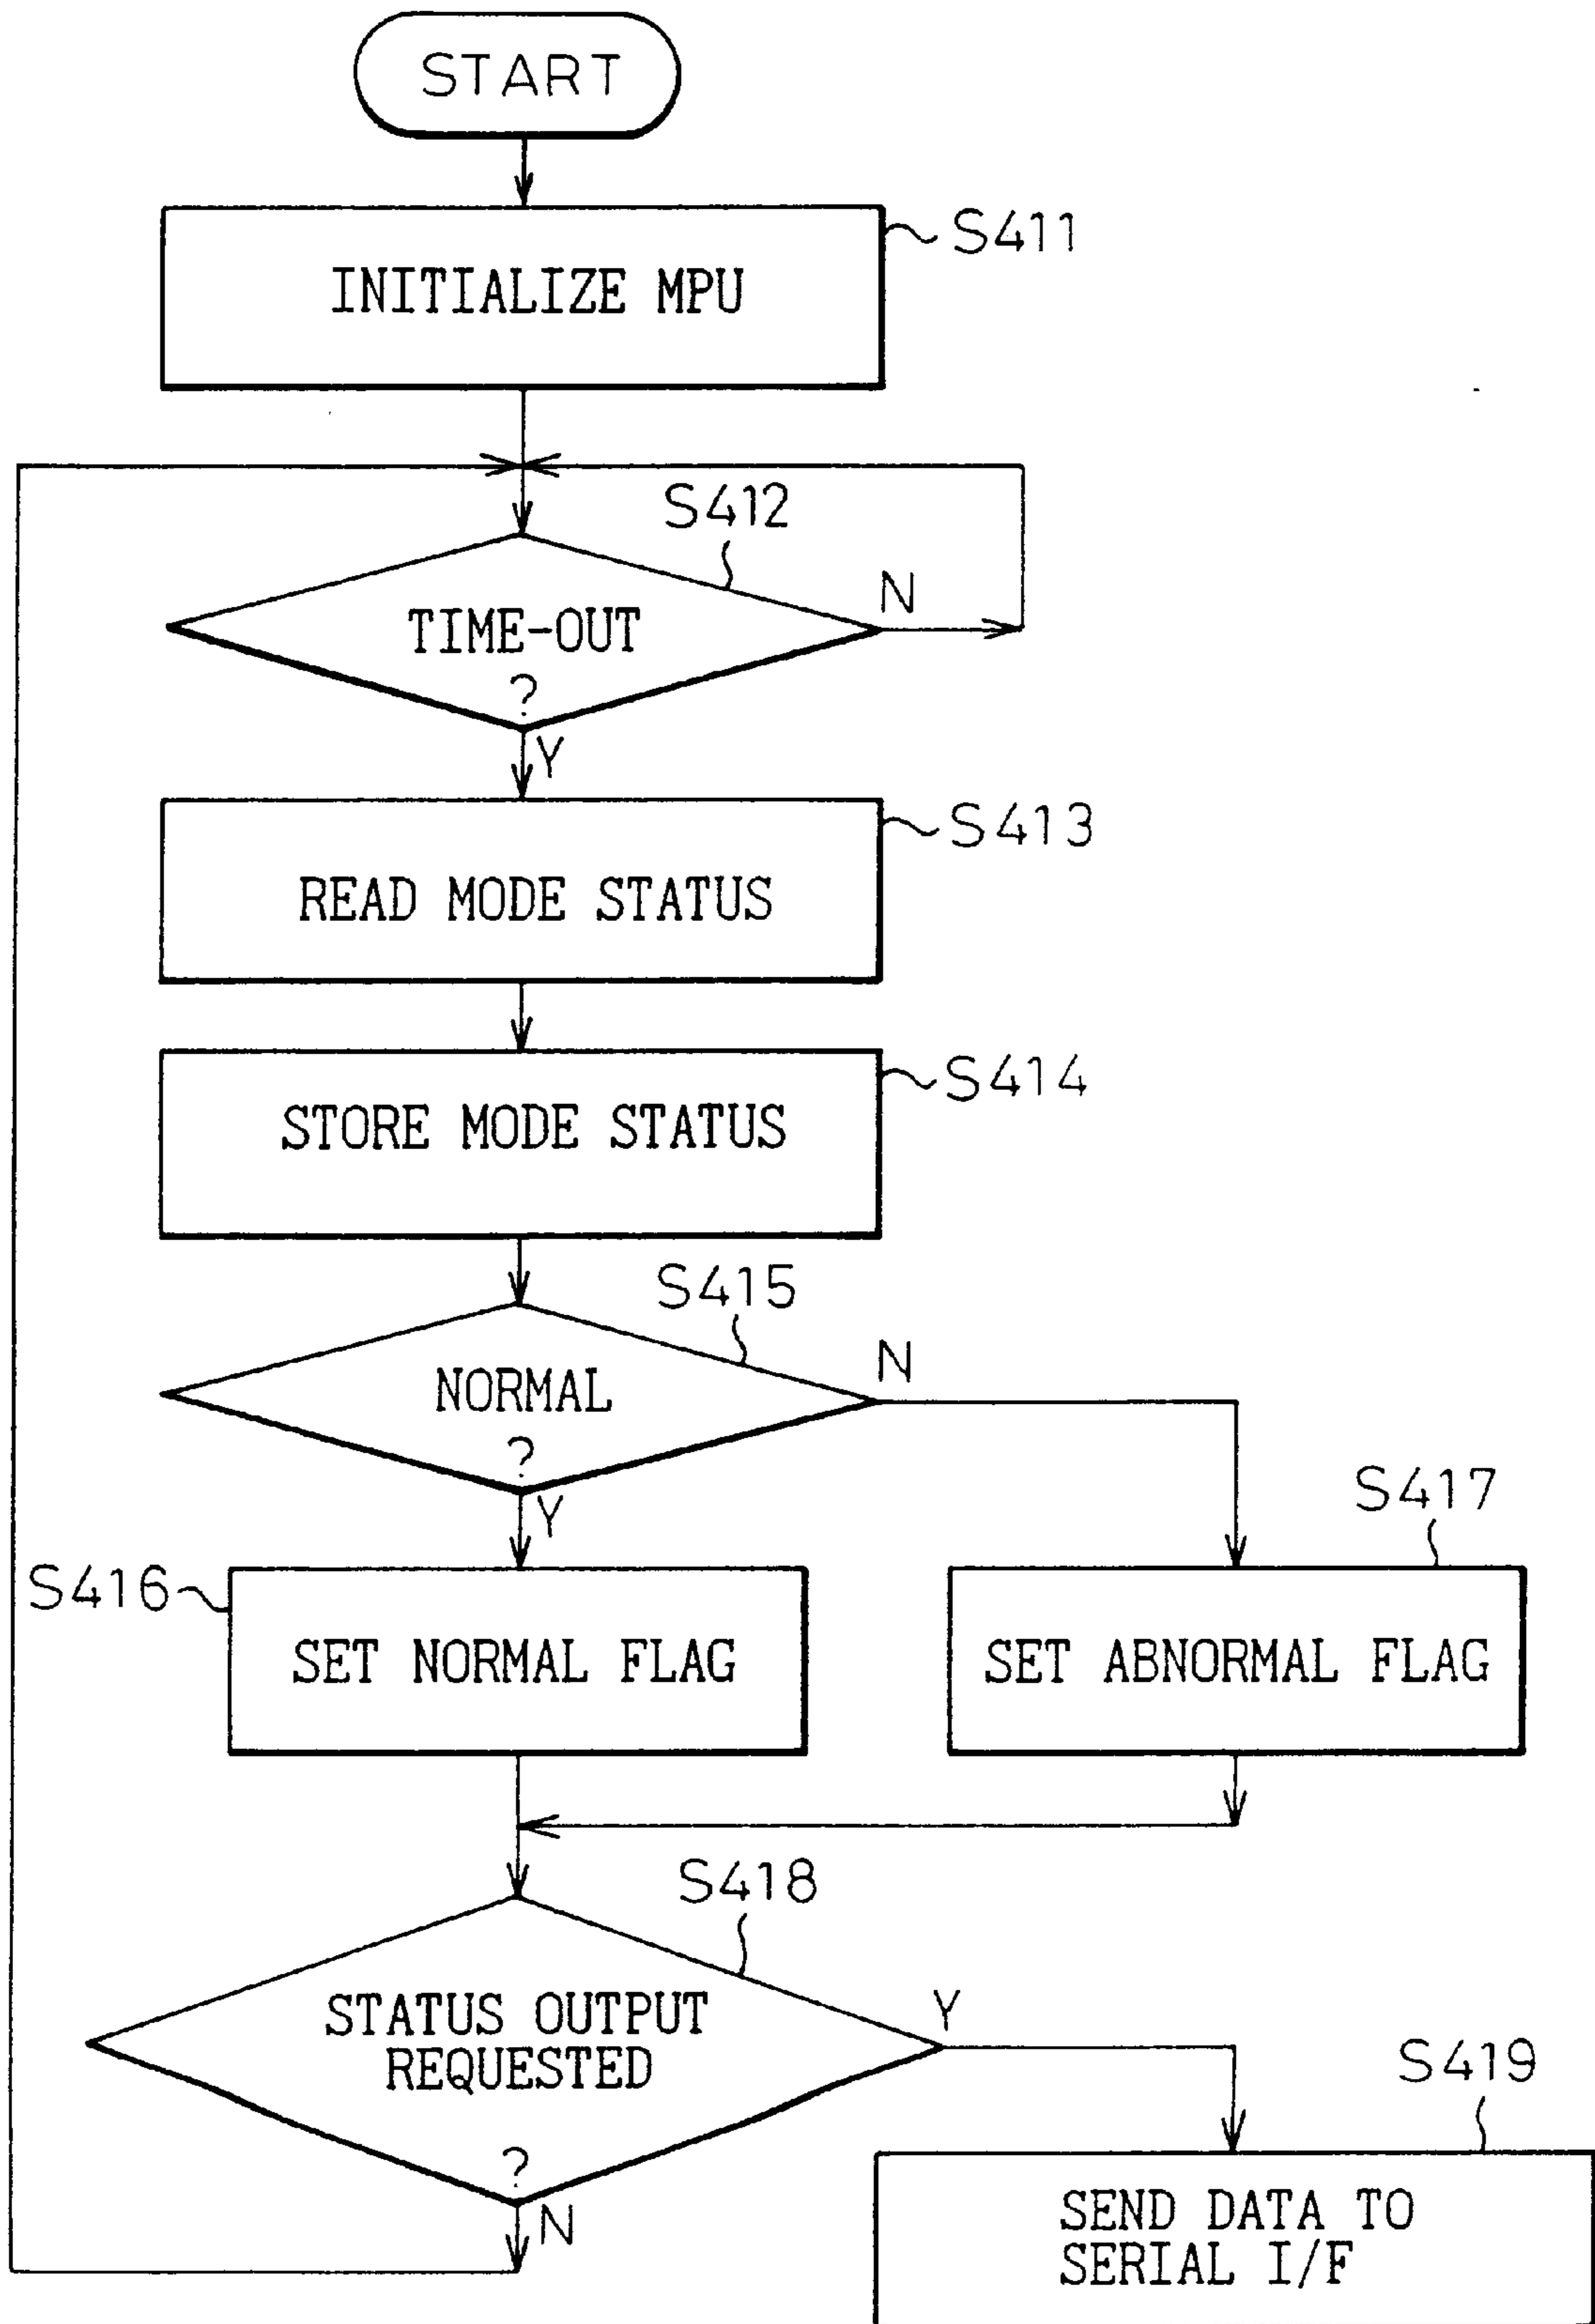 START
S411
INITIALIZE MPU
S412
N
TIME-OUT
?
Y
S413
READ MODE STATUS
S414
STORE MODE STATUS
S415
N
NORMAL
?
Y
S417
S416
SET NORMAL FLAG
SET ABNORMAL FLAG
S418
Y
STATUS OUTPUT
REQUESTED
?
N
S419
SEND DATA TO
SERIAL I/F